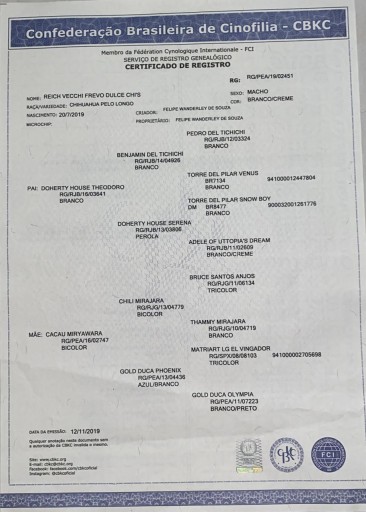 Confederação Brasileira de Cinofilia - CBKC
Membro da Fédération Cynologique Internationale - FCI
SERVIÇO DE REGISTRO GENEALÓGICO
CERTIFICADO DE REGISTRO
RG: RG/PEA/19/02451
NOME: REICH VECCHI FREVO DULCE CHI'S
SEXO: MACHO
RAÇA/VARIEDADE: CHIHUAHUA PELO LONGO
COR: BRANCO/CREME
NASCIMENTO: 20/7/2019
CRIADOR: FELIPE WANDERLEY DE SOUZA
MICROCHIP:
PROPRIETÁRIO: FELIPE WANDERLEY DE SOUZA
PEDRO DEL TICHICHI
RG/RJB/12/03324
BRANCO
BENJAMIN DEL TICHICHI
RG/RJB/14/04926
BRANCO
TORRE DEL PILAR VENUS
BR7134 941000012447804
BRANCO
PAI: DOHERTY HOUSE THEODORO
RG/RJB/16/03641
BRANCO
TORRE DEL PILAR SNOW BOY
DM BR8477 900032001261776
BRANCO
DOHERTY HOUSE SERENA
RG/RJB/13/03806
PEROLA
ADELE OF UTTOPIA'S DREAM
RG/RJB/11/02609
BRANCO/CREME
BRUCE SANTOS ANJOS
RG/RJG/11/06134
TRICOLOR
CHILI MIRAJARA
RG/RJG/13/04779
BICOLOR
THAMMY MIRAJARA
RG/RJG/10/04719
BRANCO
MÃE: CACAU MIRYAWARA
RG/PEA/16/02747
BICOLOR
MATRIART LG EL VINGADOR
RG/SPX/08/08103 941000002705698
TRICOLOR
GOLD DUCA PHOENIX
RG/PEA/13/04436
AZUL/BRANCO
GOLD DUCA OLYMPIA
RG/PEA/11/07223
BRANCO/PRETO
DATA DA EMISSÃO: 12/11/2019
Qualquer anotação neste documento sem
a autorização da CBKC invalida o mesmo.
Site: www.cbkc.org
E-mail: cbkc@cbkc.org
Facebook: facebook.com/cbkcoficial
Instagram: @cbkcoficial
CBKC
FCI